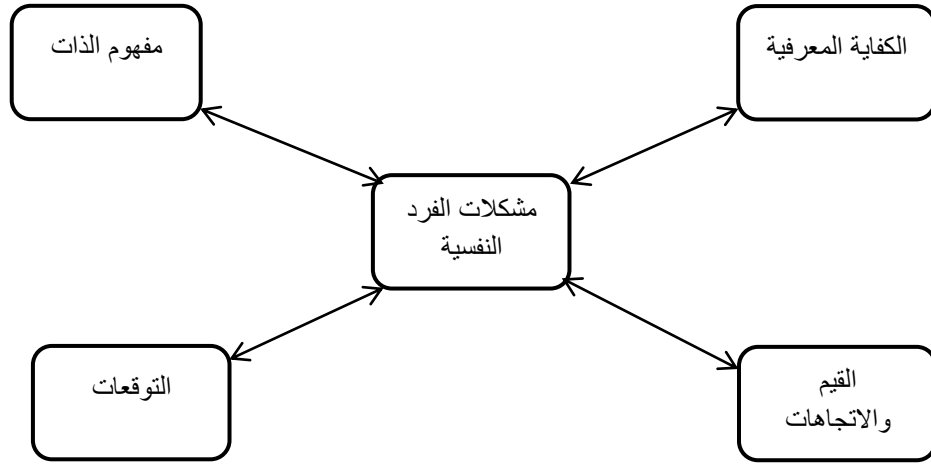 الكفاية المعرفية
مفهوم الذات
مشكلات الفرد
النفسية
القيم
والاتجاهات
التوقعات